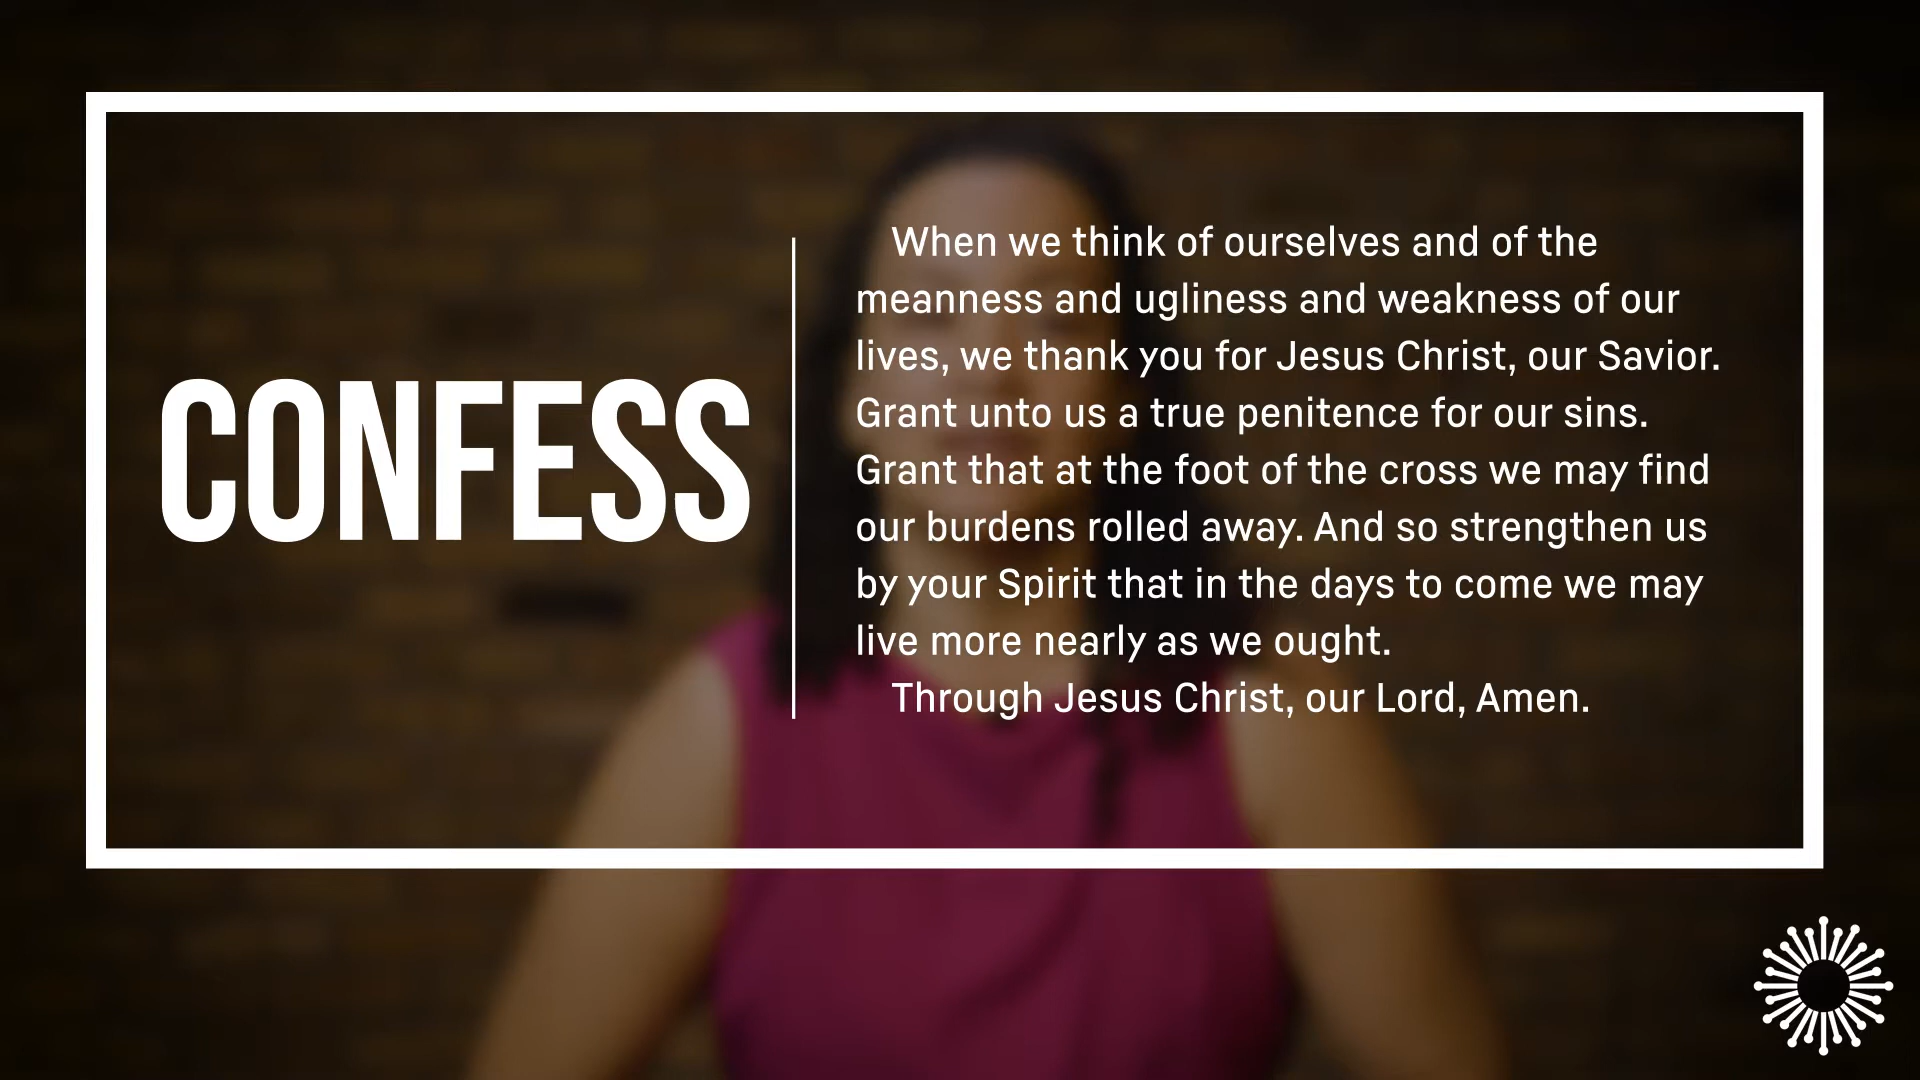 CONFESS
When we think of ourselves and of the
meanness and ugliness and weakness of our
lives, we thank you for Jesus Christ, our Savior.
Grant unto us a true penitence for our sins.
Grant that at the foot of the cross we may find
our burdens rolled away. And so strengthen us
by your Spirit that in the days to come we may
live more nearly as we ought.
Through Jesus Christ, our Lord, Amen.